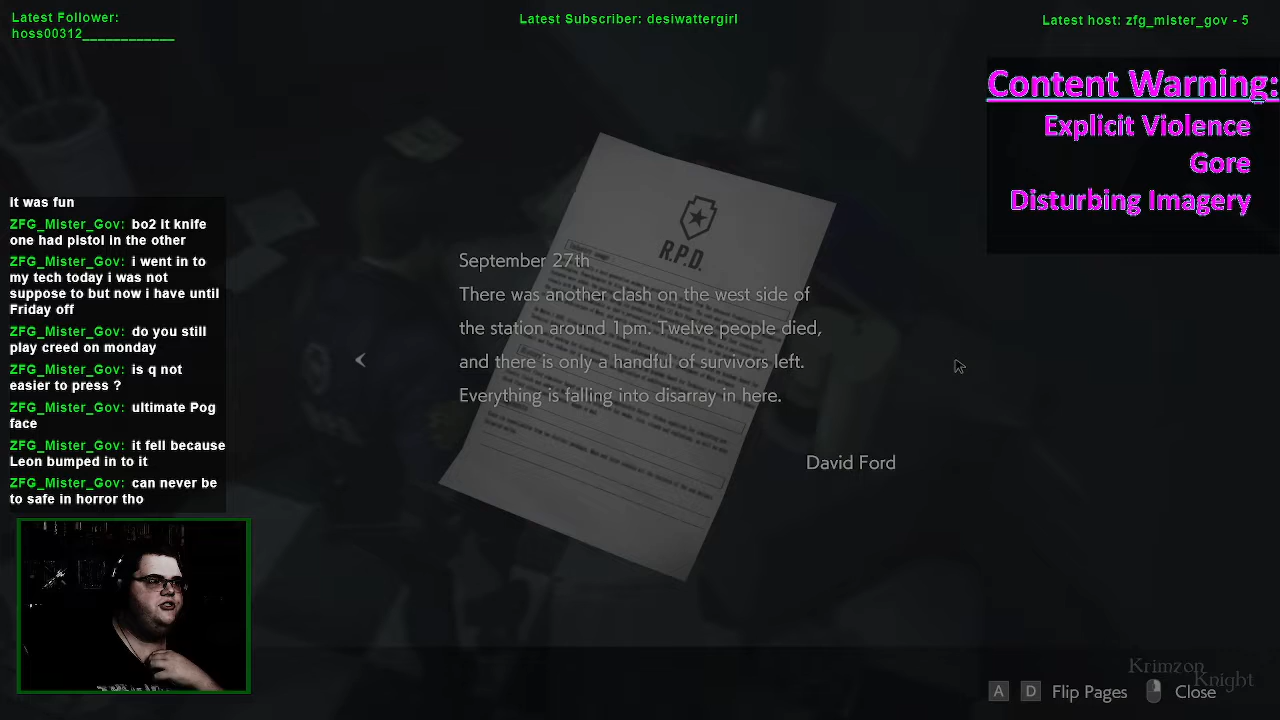 Latest Follower:
hoss00312____________
Latest Subscriber: desiwattergirl
Latest host: zfg_mister_gov - 5
Content Warning:
Explicit Violence
Gore
Disturbing Imagery
it was fun
ZFG_Mister_Gov: bo2 it knife
one had pistol in the other
ZFG_Mister_Gov: i went in to
my tech today i was not
suppose to but now i have until
Friday off
ZFG_Mister_Gov: do you still
play creed on monday
ZFG_Mister_Gov: is q not
easier to press ?
ZFG_Mister_Gov: ultimate Pog
face
ZFG_Mister_Gov: it fell because
Leon bumped in to it
ZFG_Mister_Gov: can never be
to safe in horror tho
R.P.D.
September 27th
There was another clash on the west side of
the station around 1pm. Twelve people died,
and there is only a handful of survivors left.
Everything is falling into disarray in here.
David Ford
Krimzon
Knight
A D Flip Pages Close